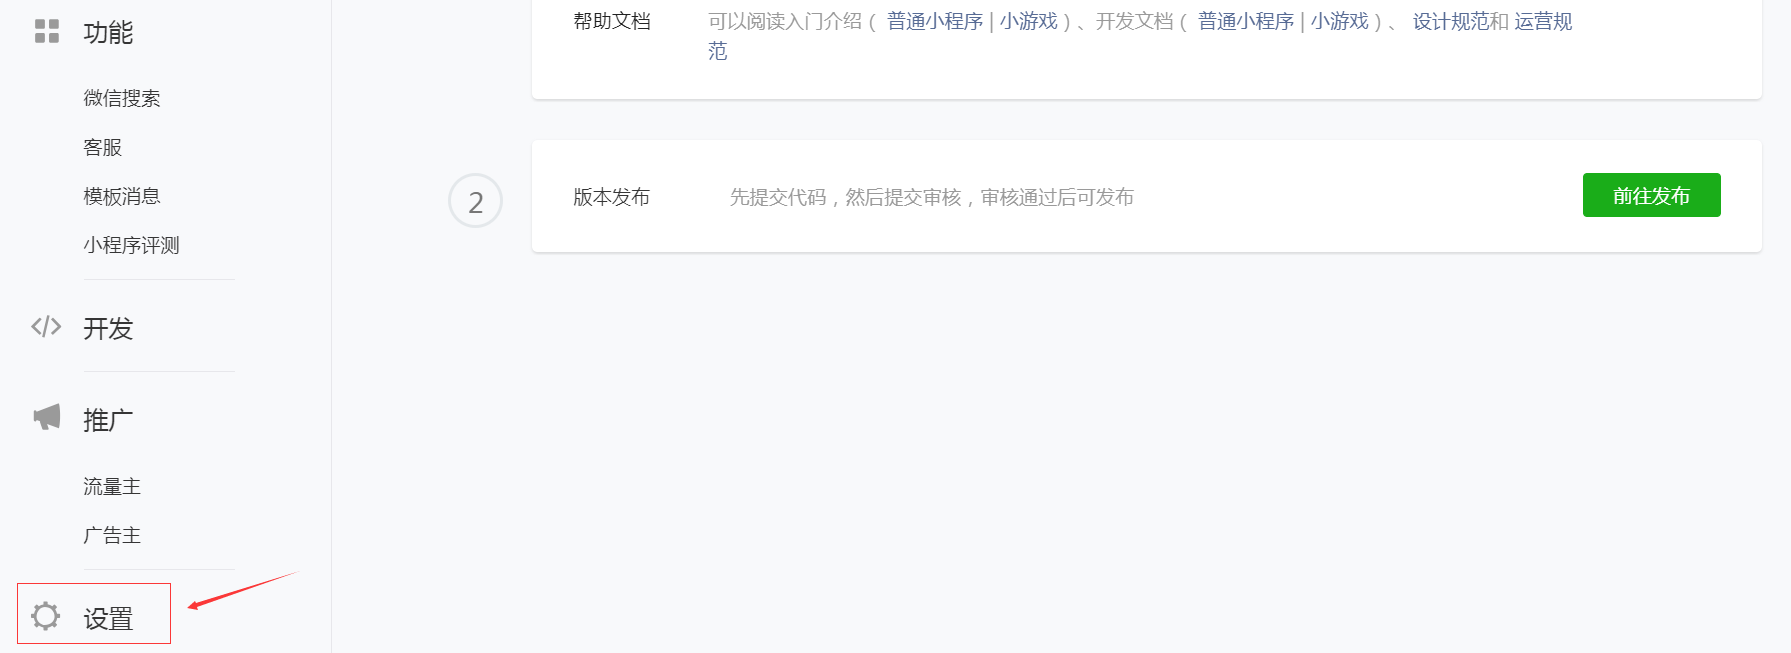 功能
微信搜索
客服
模板消息
小程序评测
</> 开发
推广
流量主
广告主
设置
帮助文档
可以阅读入门介绍（ 普通小程序 | 小游戏 ）、开发文档（ 普通小程序 | 小游戏 ）、 设计规范和 运营规
范
2
版本发布
先提交代码，然后提交审核，审核通过后可发布
前往发布